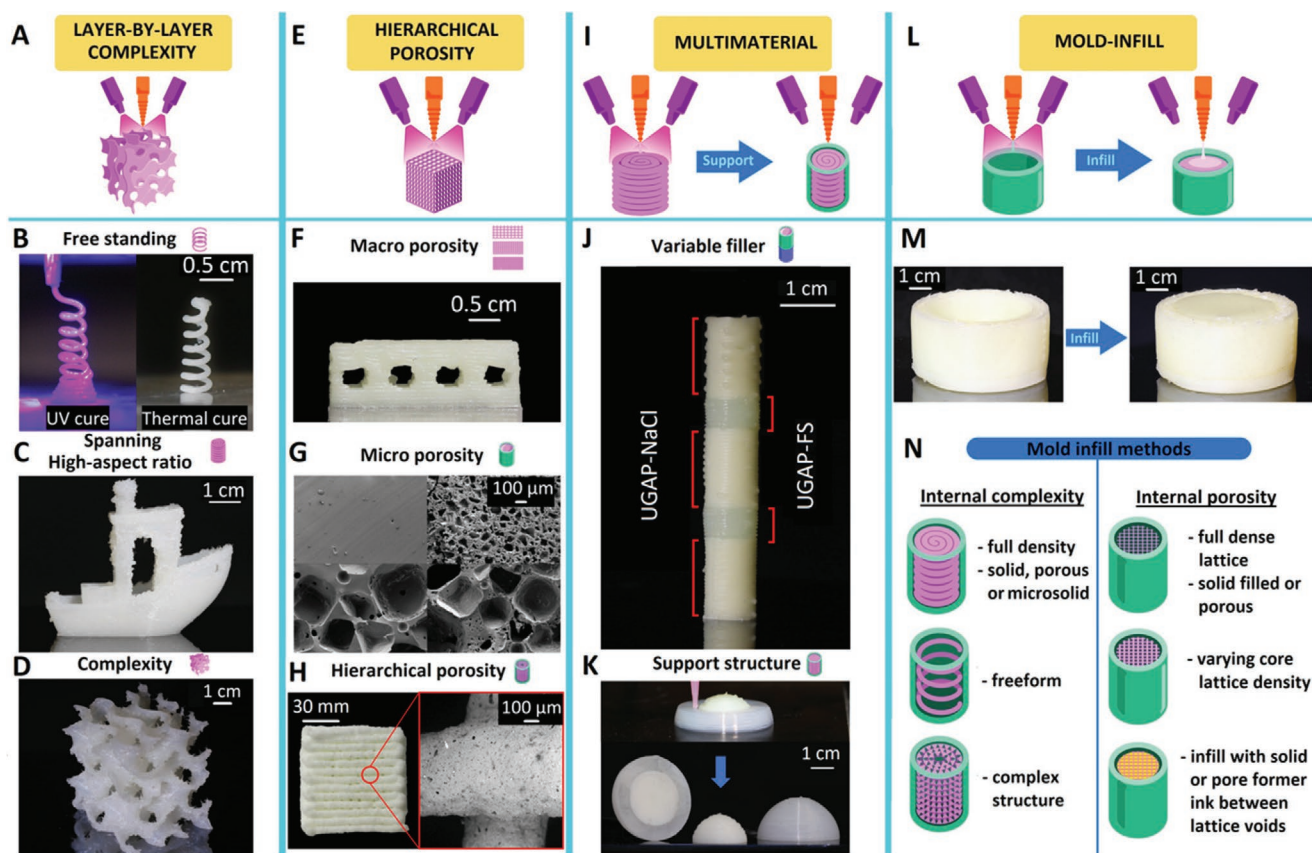 A
LAYER-BY-LAYER
COMPLEXITY
E
HIERARCHICAL
POROSITY
I
MULTIMATERIAL
Support
L
MOLD-INFILL
Infill
B
Free standing
0.5 cm
UV cure
Thermal cure
C
Spanning
High-aspect ratio
1 cm
D
Complexity
1 cm
F
Macro porosity
0.5 cm
G
Micro porosity
100 µm
H
Hierarchical porosity
30 mm
100 µm
J
Variable filler
1 cm
UGAP-NaCl
UGAP-FS
K
Support structure
1 cm
M
1 cm
Infill
1 cm
N
Mold infill methods
Internal complexity
- full density
- solid, porous
or microsolid
- freeform
- complex
structure
Internal porosity
- full dense
lattice
- solid filled or
porous
- varying core
lattice density
- infill with solid
or pore former
ink between
lattice voids